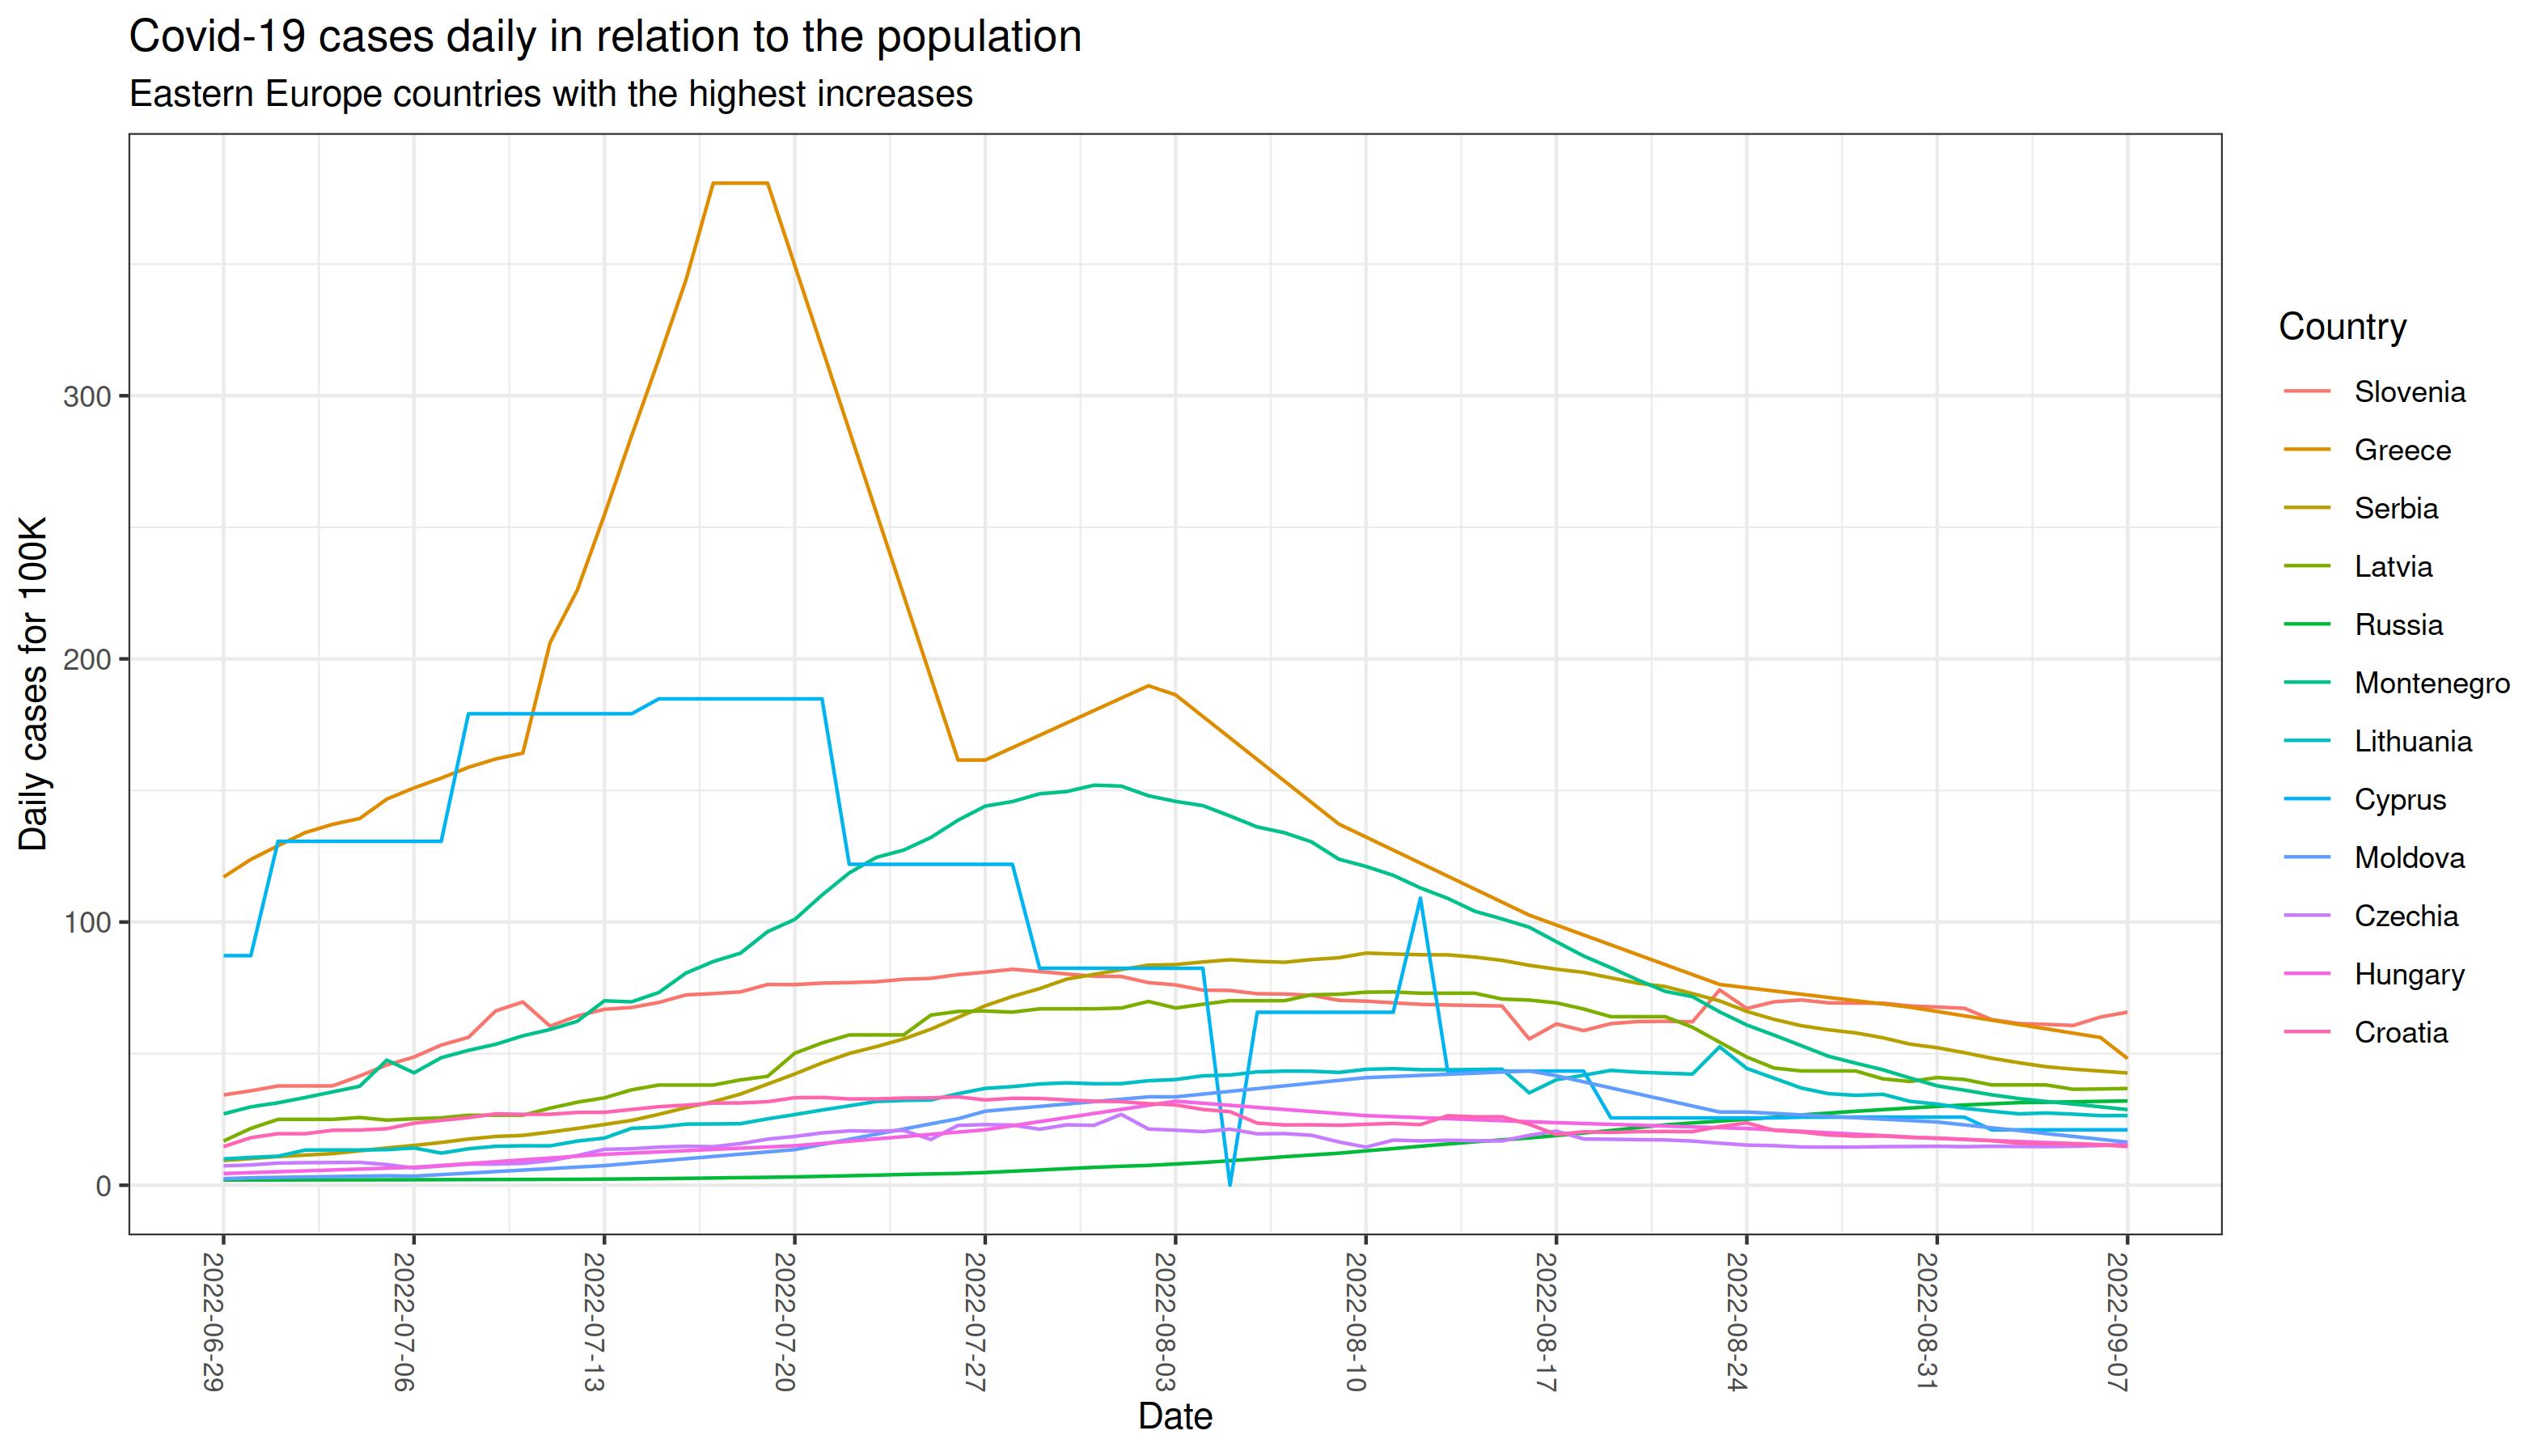 Covid-19 cases daily in relation to the population
Eastern Europe countries with the highest increases
Daily cases for 100K
300
200
100
0
2022-06-29
2022-07-06
2022-07-13
2022-07-20
2022-07-27
2022-08-03
2022-08-10
2022-08-17
2022-08-24
2022-08-31
2022-09-07
Date
Country
Slovenia
Greece
Serbia
Latvia
Russia
Montenegro
Lithuania
Cyprus
Moldova
Czechia
Hungary
Croatia